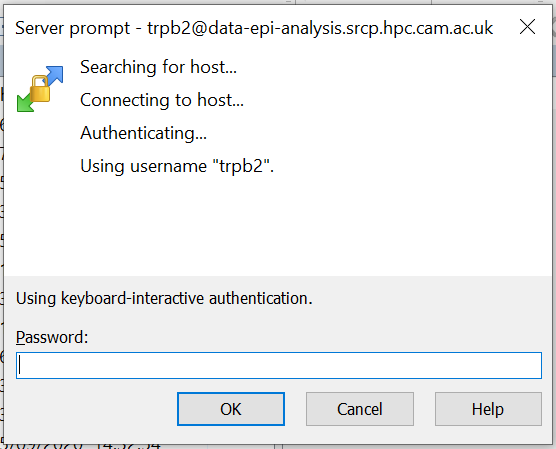 Server prompt - trpb2@data-epi-analysis.srcp.hpc.cam.ac.uk
Searching for host...
Connecting to host...
Authenticating...
Using username "trpb2".
Using keyboard-interactive authentication.
Password:
OK Cancel Help